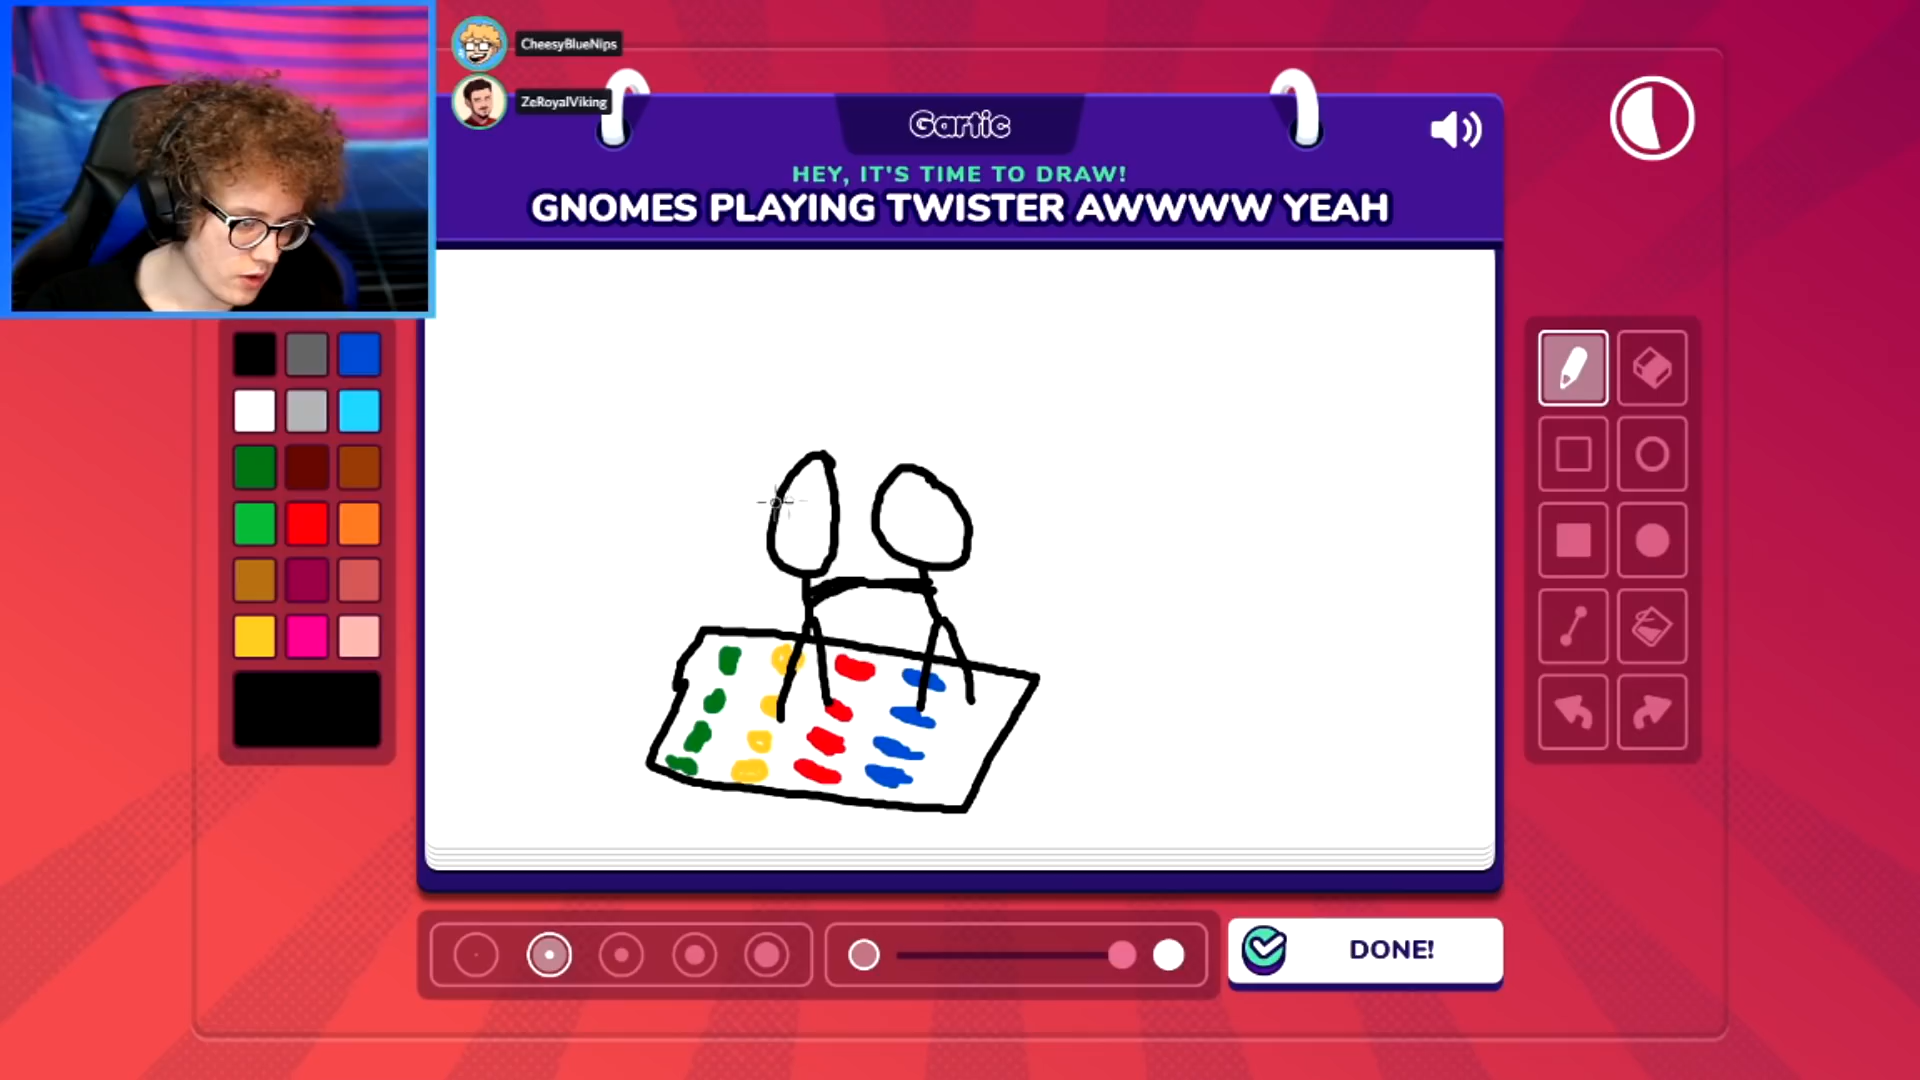 CheesyBlueNips
ZeRoyalViking
Gartic
HEY, IT'S TIME TO DRAW!
GNOMES PLAYING TWISTER AWWWW YEAH
DONE!